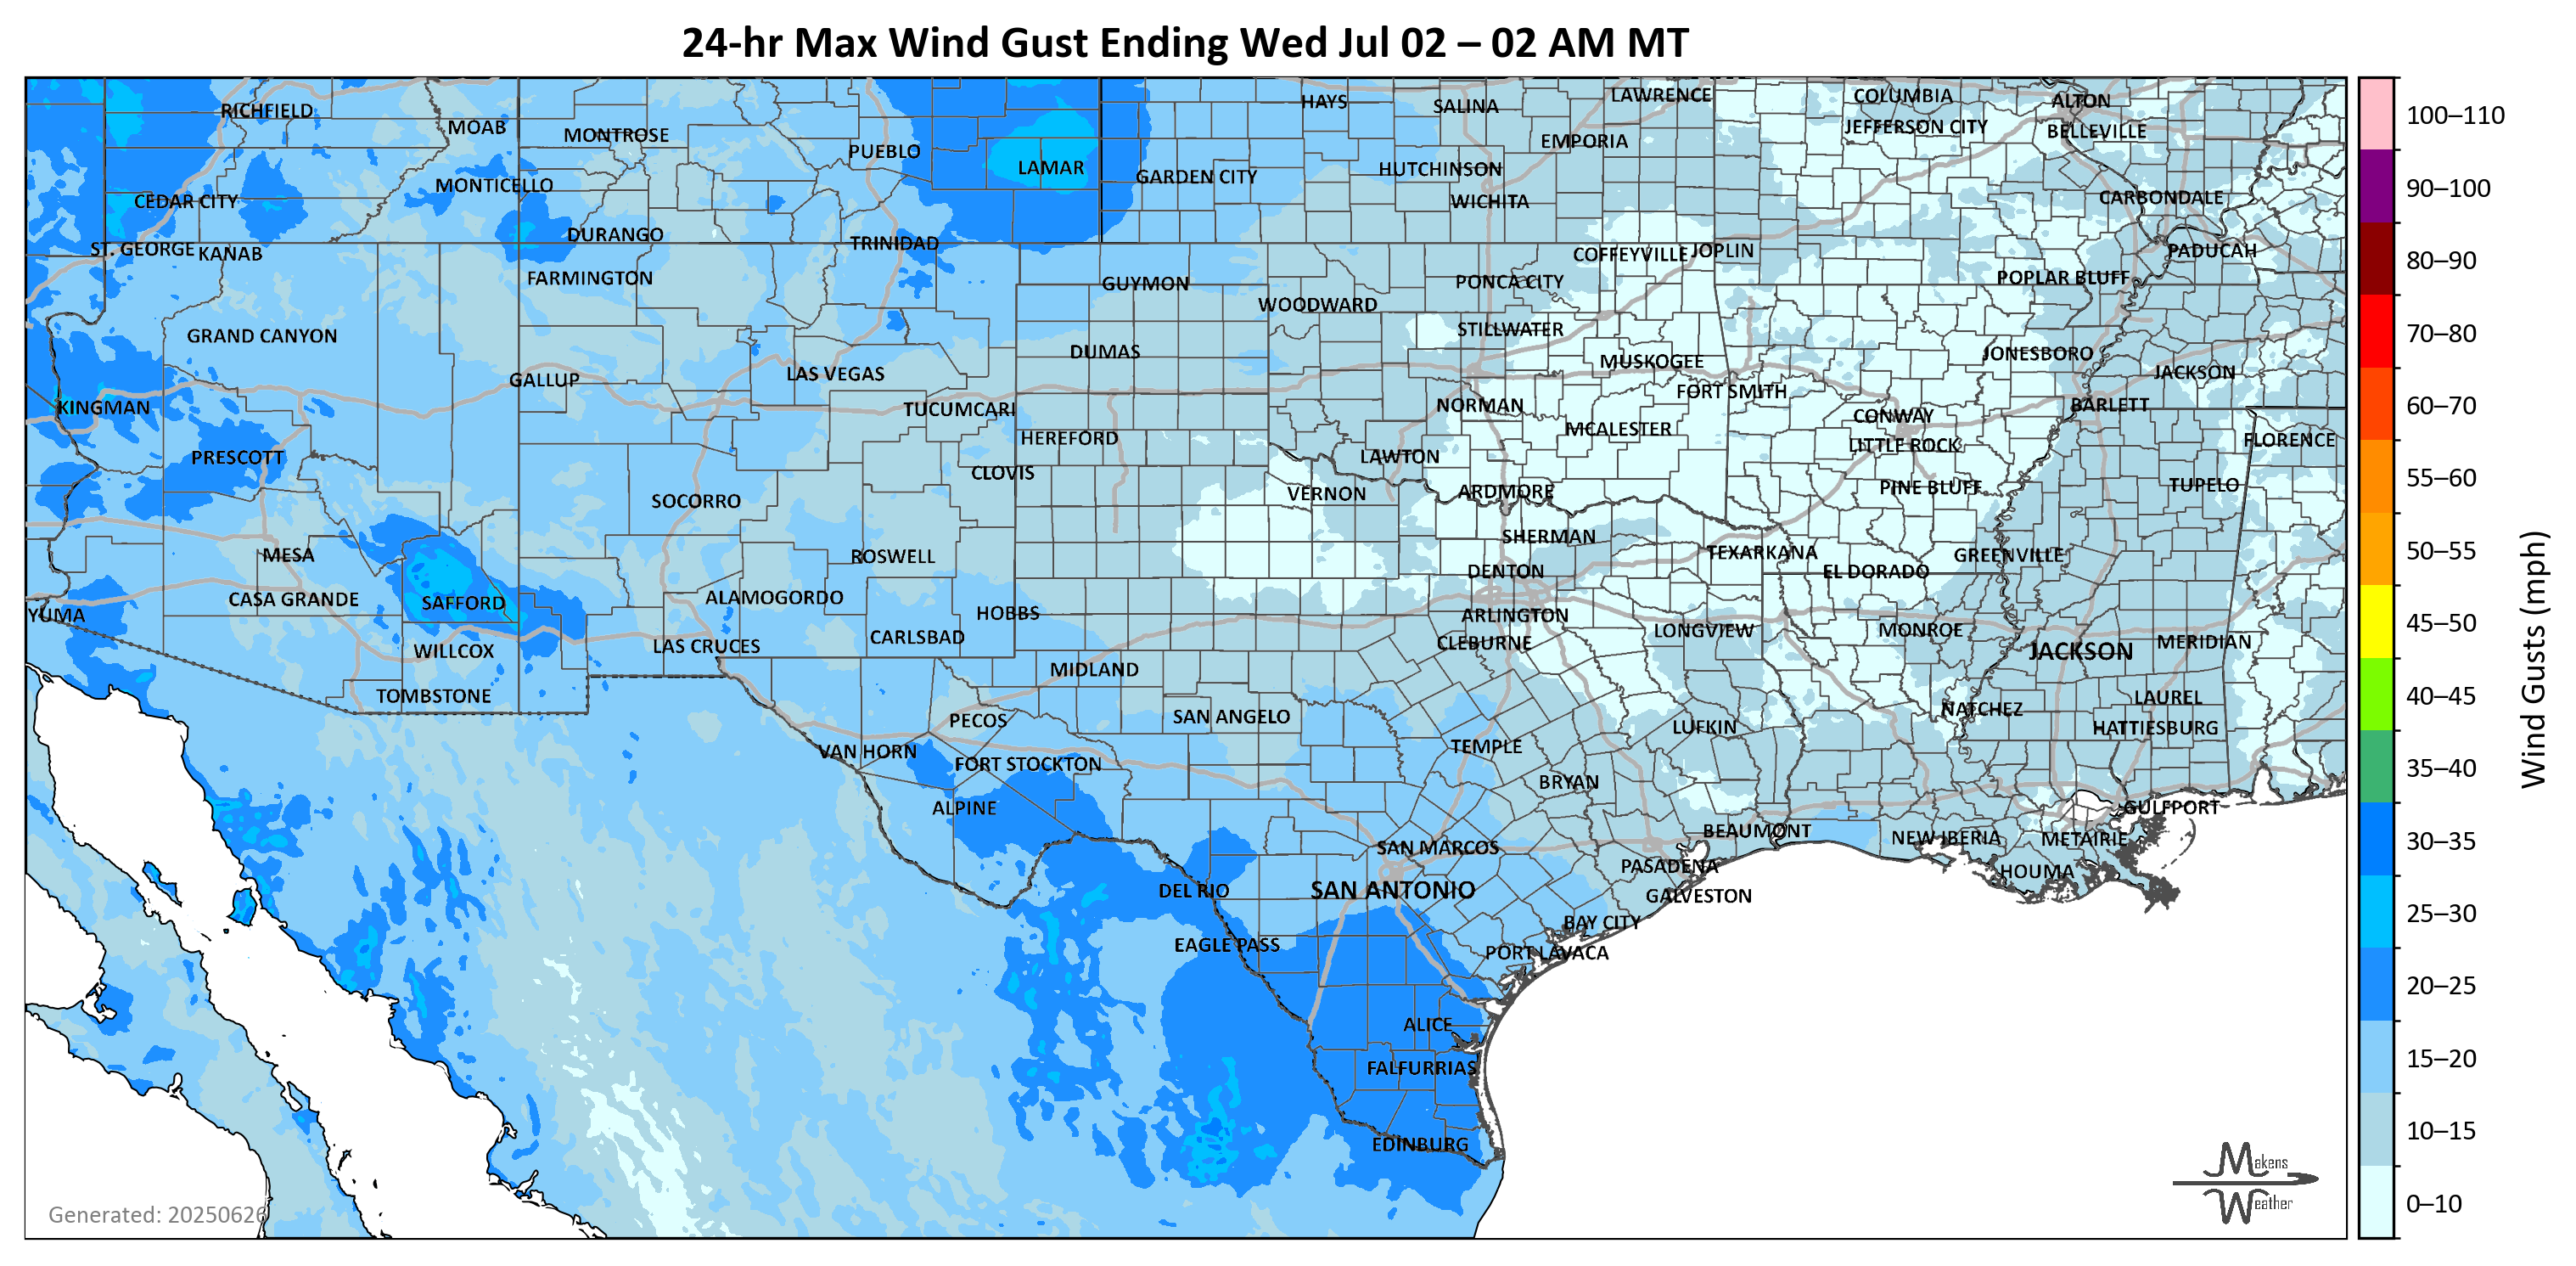 24-hr Max Wind Gust Ending Wed Jul 02 – 02 AM MT
RICHFIELD
MOAB
MONTROSE
PUEBLO
LAMAR
HAYS
SALINA
LAWRENCE
COLUMBIA
ALTON
JEFFERSON CITY
BELLEVILLE
EMPORIA
GARDEN CITY
HUTCHINSON
MONTICELLO
CEDAR CITY
WICHITA
CARBONDALE
DURANGO
TRINIDAD
ST. GEORGE
KANAB
COFFEYVILLE
JOPLIN
PADUCAH
FARMINGTON
GUYMON
PONCA CITY
POPLAR BLUFF
WOODWARD
GRAND CANYON
STILLWATER
DUMAS
MUSKOGEE
JONESBORO
GALLUP
LAS VEGAS
JACKSON
FORT SMITH
KINGMAN
TUCUMCARI
NORMAN
BARLETT
CONWAY
HEREFORD
MCALESTER
LITTLE ROCK
FLORENCE
PRESCOTT
CLOVIS
LAWTON
SOCORRO
VERNON
ARDMORE
PINE BLUFF
TUPELO
SHERMAN
MESA
ROSWELL
TEXARKANA
GREENVILLE
DENTON
EL DORADO
CASA GRANDE
SAFFORD
ALAMOGORDO
HOBBS
YUMA
ARLINGTON
LONGVIEW
MONROE
WILLCOX
LAS CRUCES
CARLSBAD
CLEBURNE
JACKSON
MERIDIAN
TOMBSTONE
MIDLAND
LAUREL
PECOS
SAN ANGELO
NATCHEZ
LUFKIN
HATTIESBURG
VAN HORN
FORT STOCKTON
TEMPLE
BRYAN
ALPINE
GULFPORT
BEAUMONT
NEW IBERIA
METAIRIE
SAN MARCOS
PASADENA
HOUMA
DEL RIO
SAN ANTONIO
GALVESTON
BAY CITY
EAGLE PASS
PORT LAVACA
ALICE
FALFURRIAS
EDINBURG
Generated: 20250626
Makens
Weather
100–110
90–100
80–90
70–80
60–70
55–60
50–55
45–50
40–45
35–40
30–35
25–30
20–25
15–20
10–15
0–10
Wind Gusts (mph)